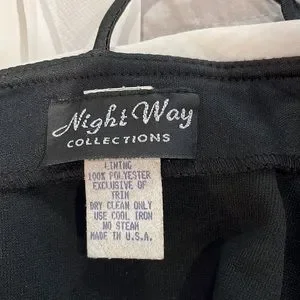 Night Way
COLLECTIONS
LINING
100% POLYESTER
EXCLUSIVE OF
TRIM
DRY CLEAN ONLY
USE COOL IRON
NO STEAM
MADE IN U.S.A.